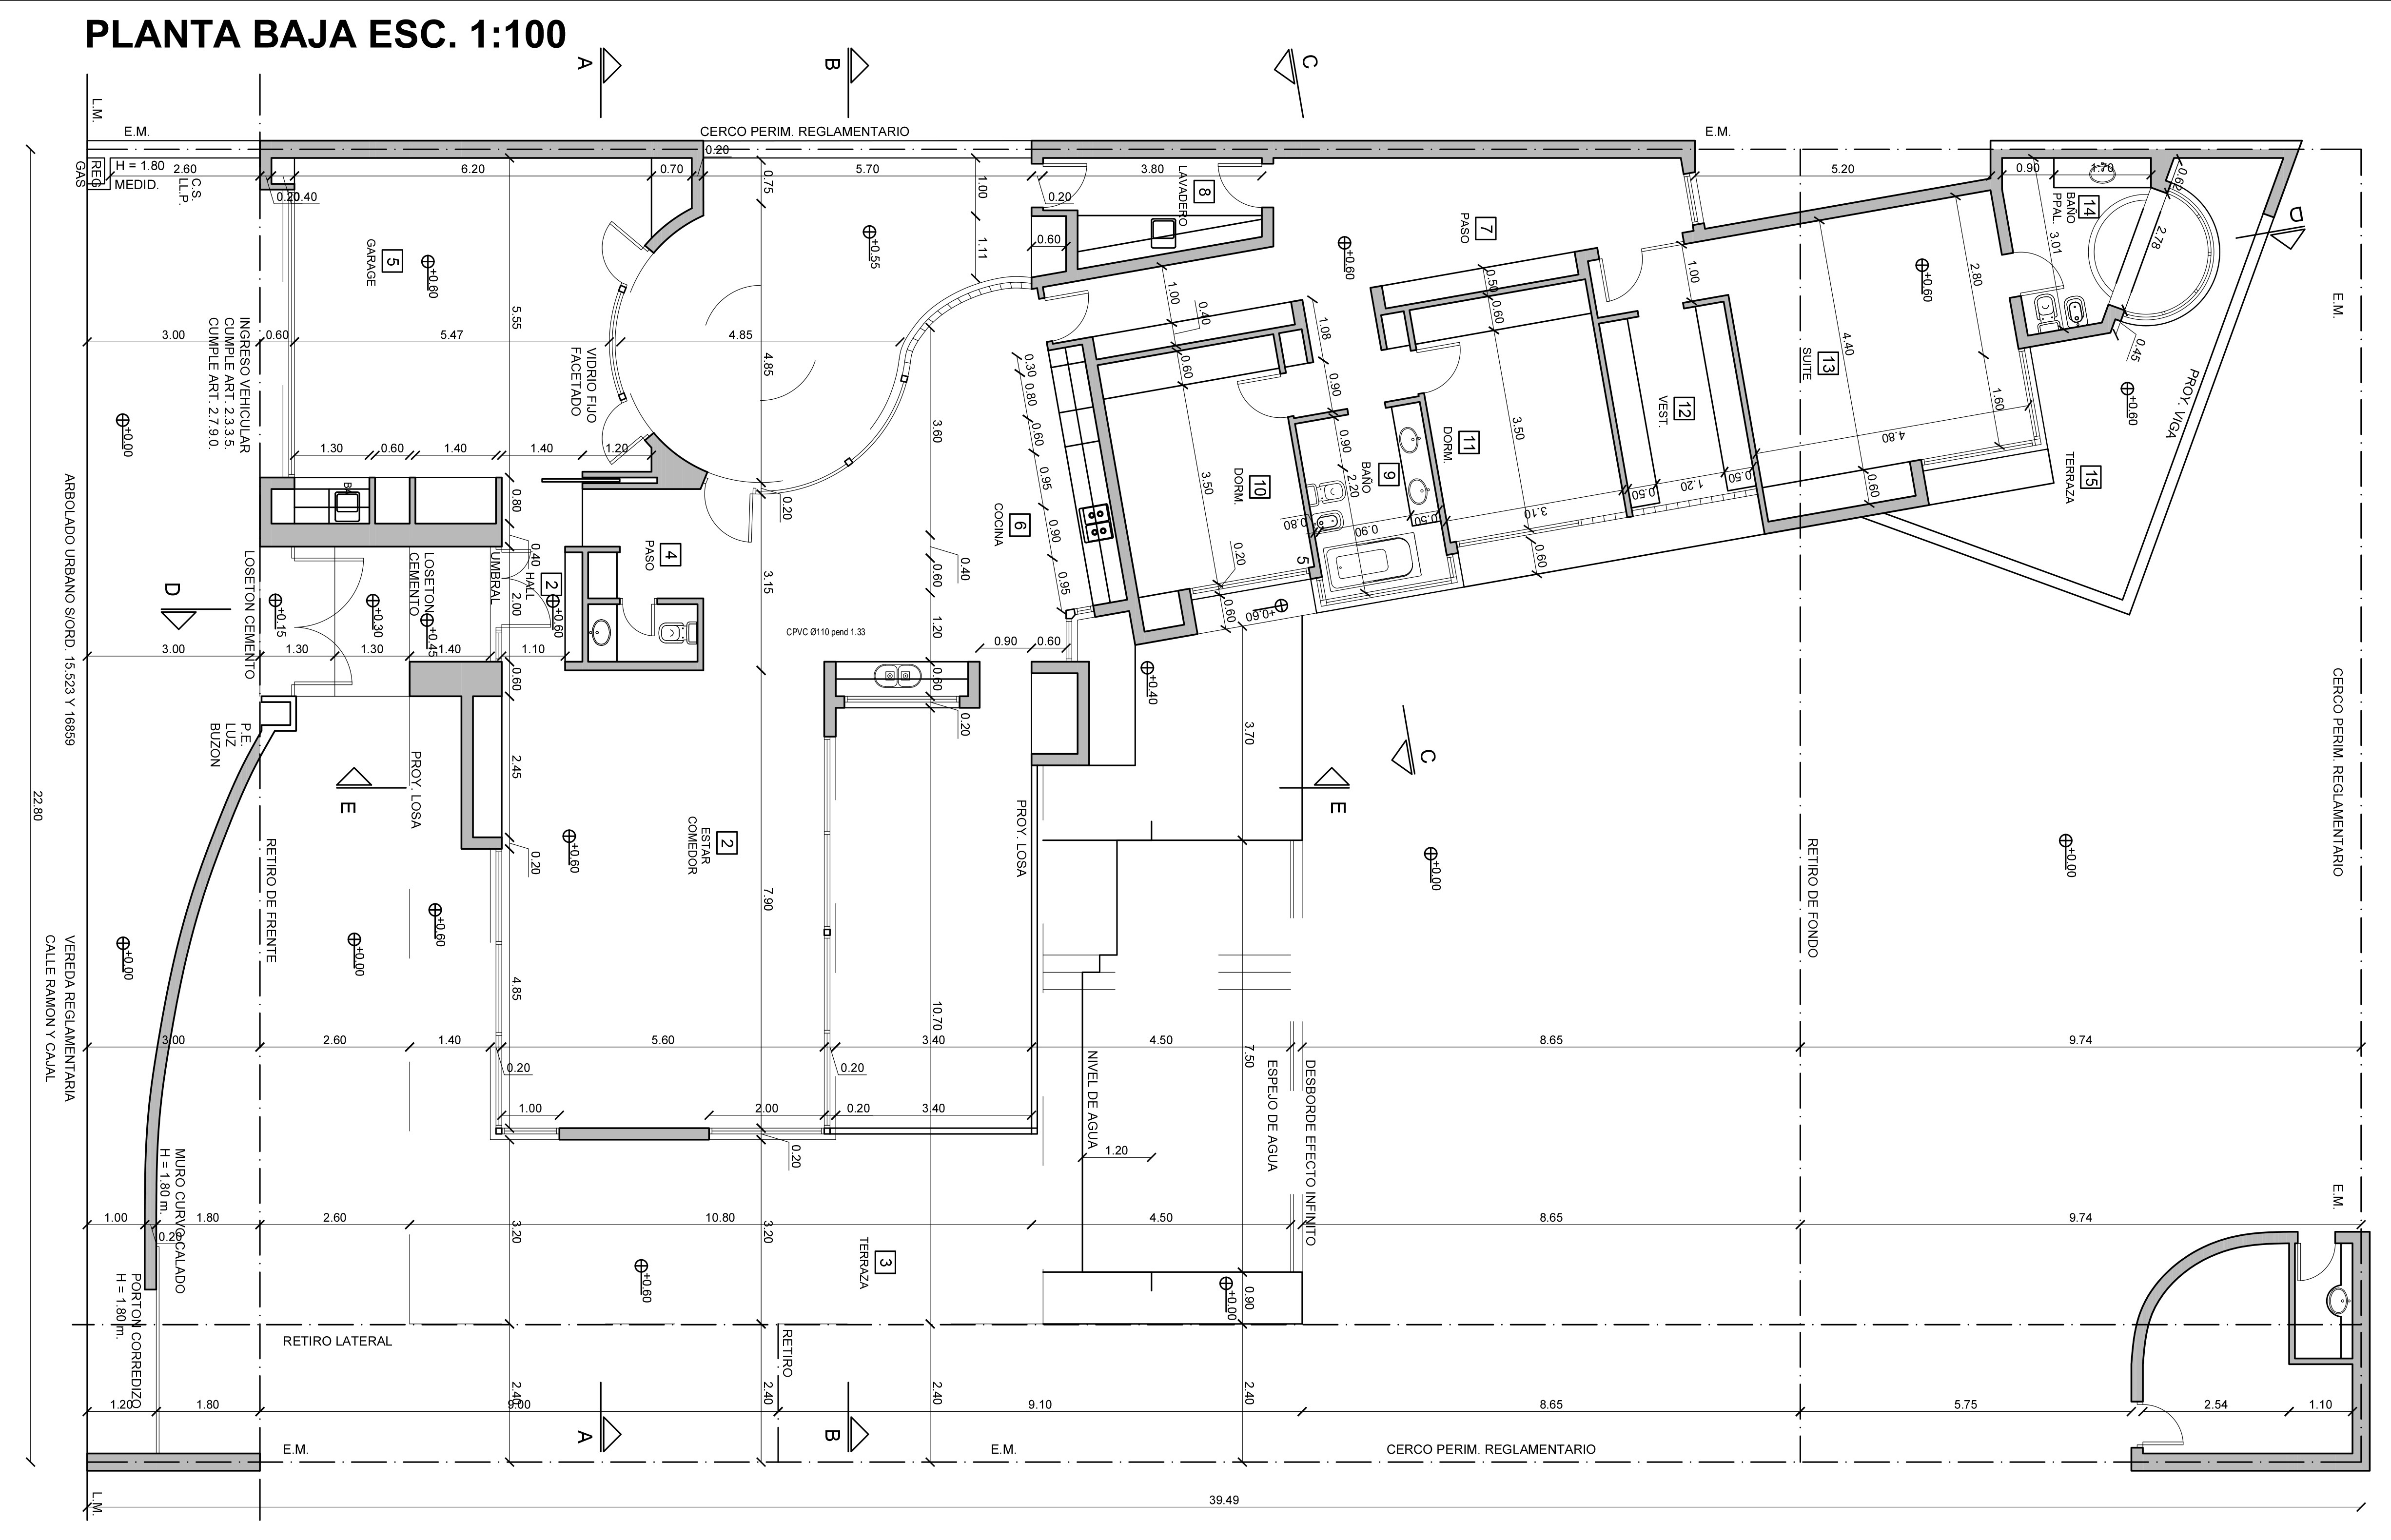 PLANTA BAJA ESC. 1:100
A
B
C
L.M.
E.M.
CERCO PERIM. REGLAMENTARIO
E.M.
REG
GAS
H = 1.80
MEDID.
2.60
C.S.
LL.P.
0.20
0.40
6.20
0.70
0.20
5.70
0.75
1.00
1.11
0.20
3.80
8
LAVADERO
0.60
7
PASO
5.20
0.90
1.70
0.62
14
BAÑO
PPAL.
3.01
2.78
0.45
D
E.M.
5
GARAGE
+0.60
+0.55
+0.60
+0.60
3.00
0.60
5.47
5.55
4.85
4.85
VIDRIO FIJO
FACETADO
INGRESO VEHICULAR
CUMPLE ART. 2.3.3.5.
CUMPLE ART. 2.7.9.0.
+0.00
1.00
0.40
1.08
0.50
0.60
1.00
2.80
4.40
13
SUITE
1.60
4.80
+0.60
PROY. VIGA
15
TERRAZA
1.30
0.60
1.40
1.40
1.20
3.60
0.30
0.80
0.60
0.95
0.90
0.95
0.60
3.50
0.90
0.90
2.20
3.50
12
VEST.
11
DORM.
9
BAÑO
10
DORM.
6
COCINA
0.80
0.90
0.50
3.10
0.50
1.20
0.50
0.60
0.60
0.20
5
0.60
+0.60
BA
0.80
0.20
0.40
4
PASO
3.15
0.40
0.60
1.20
LOSETON CEMENTO
LOSETON
CEMENTO
UMBRAL
HALL
2
2.00
+0.60
D
+0.15
+0.30
+0.45
3.00
1.30
1.30
1.40
1.10
0.60
CPVC Ø110 pend 1.33
0.90
0.60
0.60
0.20
+0.40
3.70
ARBOLADO URBANO S/ORD. 15.523 Y 16859
22.80
P.E.
LUZ
BUZON
PROY. LOSA
E
2.45
0.20
2
ESTAR
COMEDOR
+0.60
7.90
PROY. LOSA
C
E
+0.00
+0.00
CERCO PERIM. REGLAMENTARIO
RETIRO DE FRENTE
RETIRO DE FONDO
VEREDA REGLAMENTARIA
CALLE RAMON Y CAJAL
+0.00
+0.00
+0.60
4.85
10.70
3.00
2.60
1.40
5.60
3.40
4.50
8.65
9.74
0.20
0.20
7.50
NIVEL DE AGUA
ESPEJO DE AGUA
DESBORDE EFECTO INFINITO
1.00
2.00
0.20
3.40
0.20
1.20
MURO CURVO CALADO
H = 1.80 m.
E.M.
1.00
1.80
2.60
10.80
4.50
8.65
9.74
0.20
3.20
3.20
3
TERRAZA
+0.60
+0.00
0.90
PORTON CORREDIZO
H = 1.80 m.
RETIRO LATERAL
RETIRO
2.40
2.40
2.40
2.40
1.20
1.80
9.00
9.10
8.65
5.75
2.54
1.10
A
B
E.M.
E.M.
CERCO PERIM. REGLAMENTARIO
L.M.
39.49